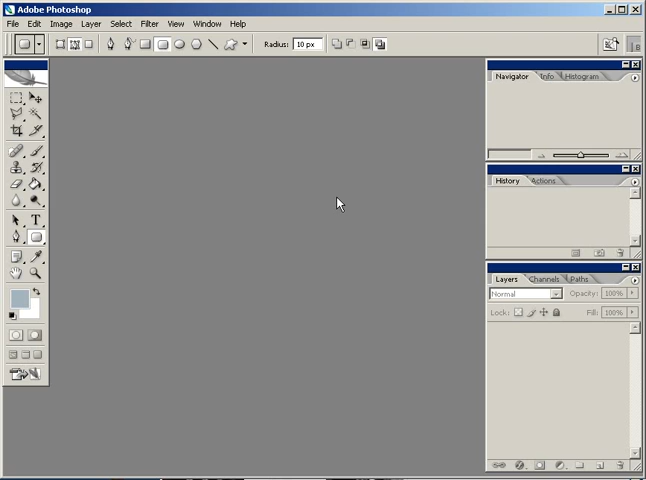 Adobe Photoshop
File Edit Image Layer Select Filter View Window Help
Radius: 10 px
Navigator Info Histogram
History Actions
Layers Channels Paths
Normal Opacity: 100%
Lock: Fill: 100%
T